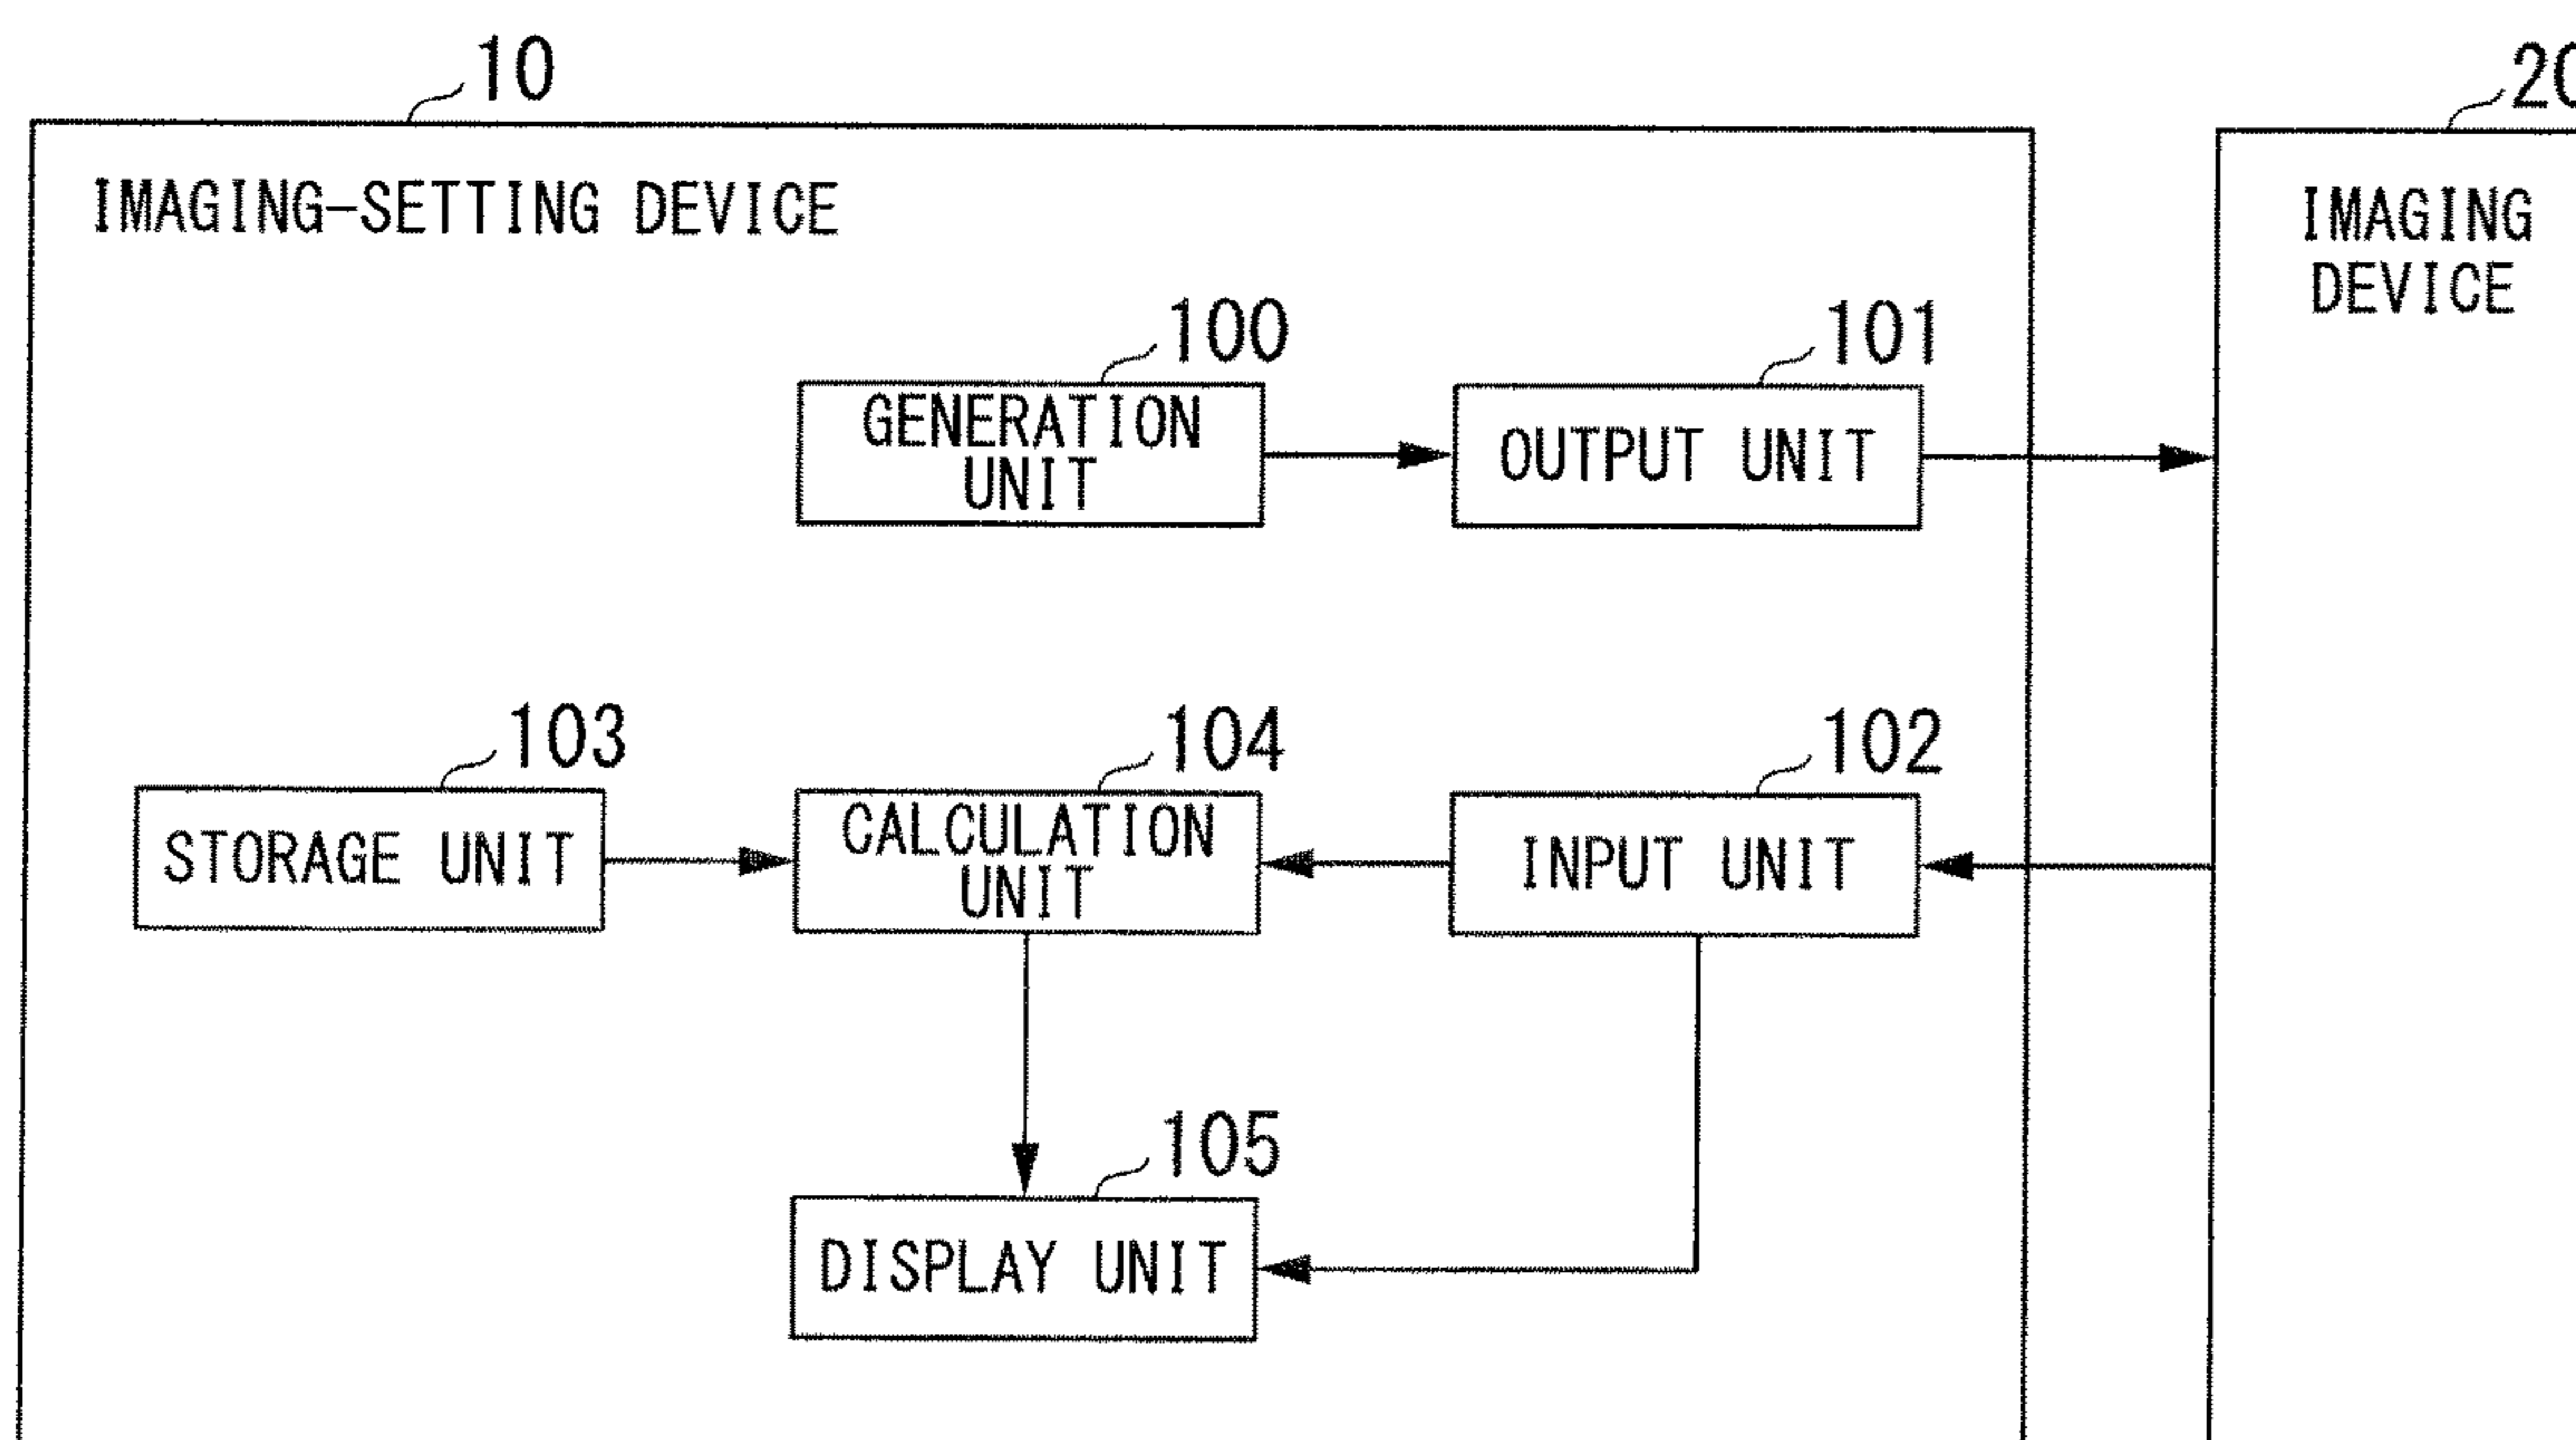 10
20
IMAGING-SETTING DEVICE
IMAGING
DEVICE
100
101
GENERATION
UNIT
OUTPUT UNIT
103
104
102
STORAGE UNIT
CALCULATION
UNIT
INPUT UNIT
105
DISPLAY UNIT